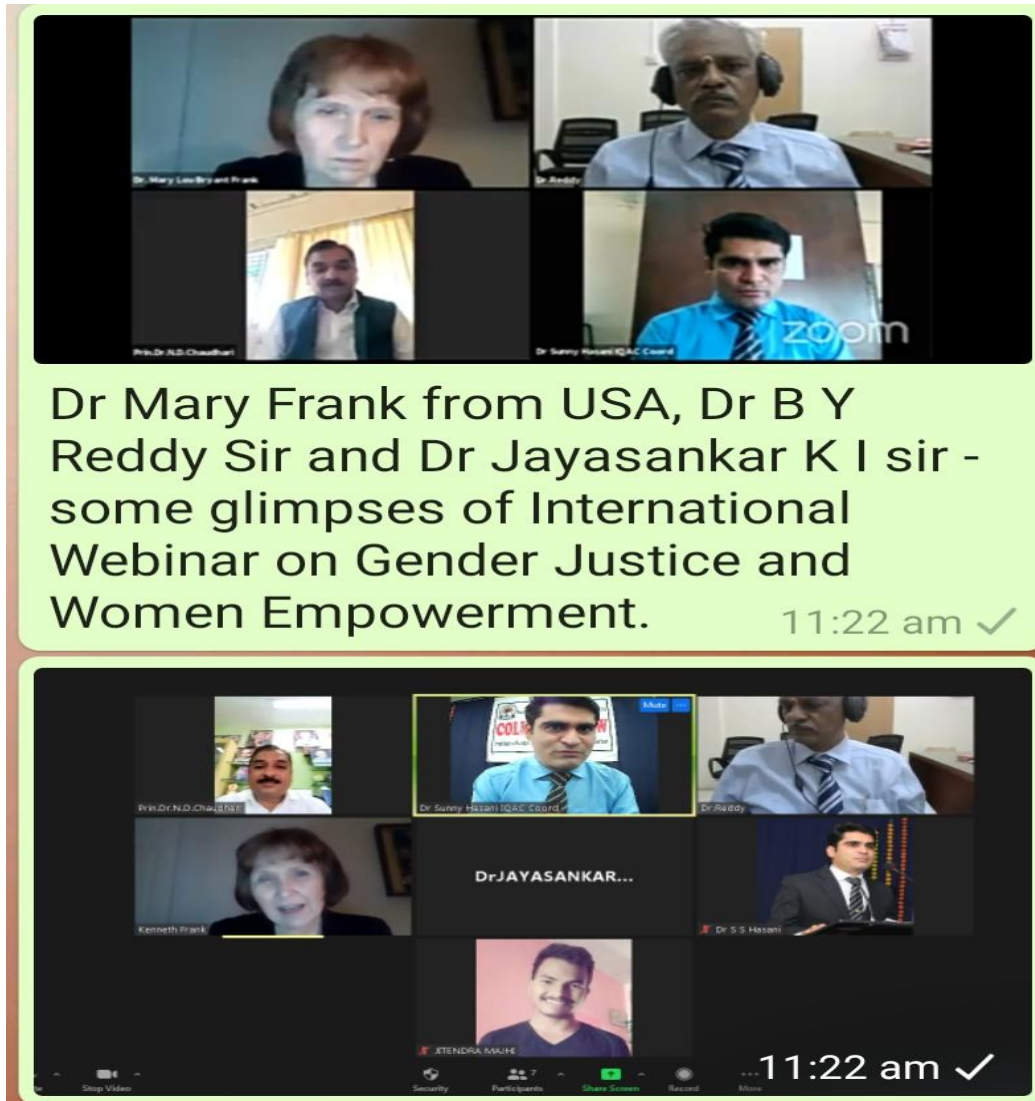 Dr. Mary Lou Bryant Frank
Dr.Reddy
Prin.Dr.N.D.Chaudhari
Dr Sunny Hasani IQAC Coord
zoom
Dr Mary Frank from USA, Dr B Y
Reddy Sir and Dr Jayasankar K I sir -
some glimpses of International
Webinar on Gender Justice and
Women Empowerment.
11:22 am
Mute
Prin.Dr.N.D.Chaudhari
Dr Sunny Hasani IQAC Coord
Dr.Reddy
Kenneth Frank
DrJAYASANKAR...
Dr S S Hasani
JITENDRA MAJHI
11:22 am
Stop Video
Security
Participants
7
Share Screen
Record
More